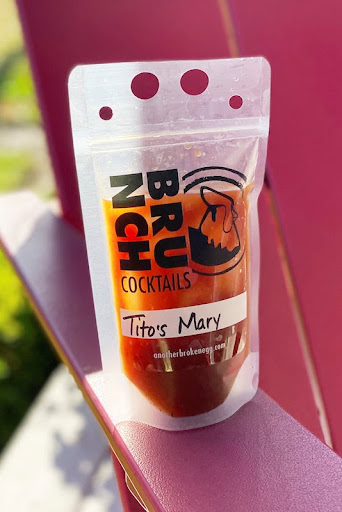 BRU
NCH
COCKTAILS
Tito's Mary
anotherbrokenegg.com